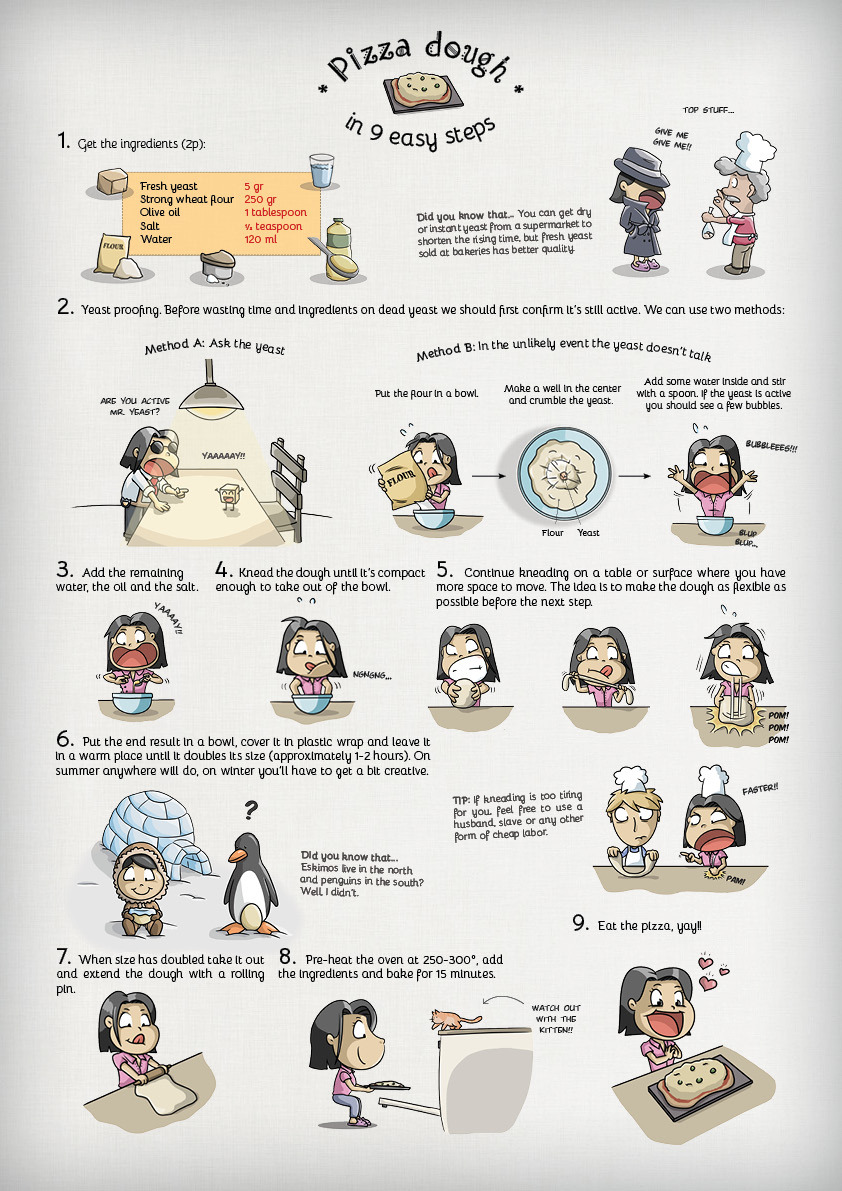 Pizza dough
in 9 easy steps
1. Get the ingredients (2p):
Fresh yeast 5 gr
Strong wheat flour 250 gr
Olive oil 1 tablespoon
Salt ½ teaspoon
Water 120 ml
FLOUR
Did you know that... You can get dry
or instant yeast from a supermarket to
shorten the rising time, but fresh yeast
sold at bakeries has better quality.
TOP STUFF...
GIVE ME
GIVE ME!!
2. Yeast proofing. Before wasting time and ingredients on dead yeast we should first confirm it's still active. We can use two methods:
Method A: Ask the yeast
ARE YOU ACTIVE
MR. YEAST?
YAAAAAY!!
Method B: In the unlikely event the yeast doesn't talk
Put the flour in a bowl.
FLOUR
Make a well in the center
and crumble the yeast.
Flour Yeast
Add some water inside and stir
with a spoon. If the yeast is active
you should see a few bubbles.
BUBBLEEES!!!
BLUP
BLUP...
3. Add the remaining
water, the oil and the salt.
YAAAAY!!
4. Knead the dough until it's compact
enough to take out of the bowl.
NGNGNG...
5. Continue kneading on a table or surface where you have
more space to move. The idea is to make the dough as flexible as
possible before the next step.
POM!
POM!
POM!
6. Put the end result in a bowl, cover it in plastic wrap and leave it
in a warm place until it doubles its size (approximately 1-2 hours). On
summer anywhere will do, on winter you'll have to get a bit creative.
?
Did you know that...
Eskimos live in the north
and penguins in the south?
Well I didn't.
TIP: If kneading is too tiring
for you, feel free to use a
husband, slave or any other
form of cheap labor.
FASTER!!
PAM!
7. When size has doubled take it out
and extend the dough with a rolling
pin.
8. Pre-heat the oven at 250-300°, add
the ingredients and bake for 15 minutes.
WATCH OUT
WITH THE
KITTEN!!
9. Eat the pizza, yay!!